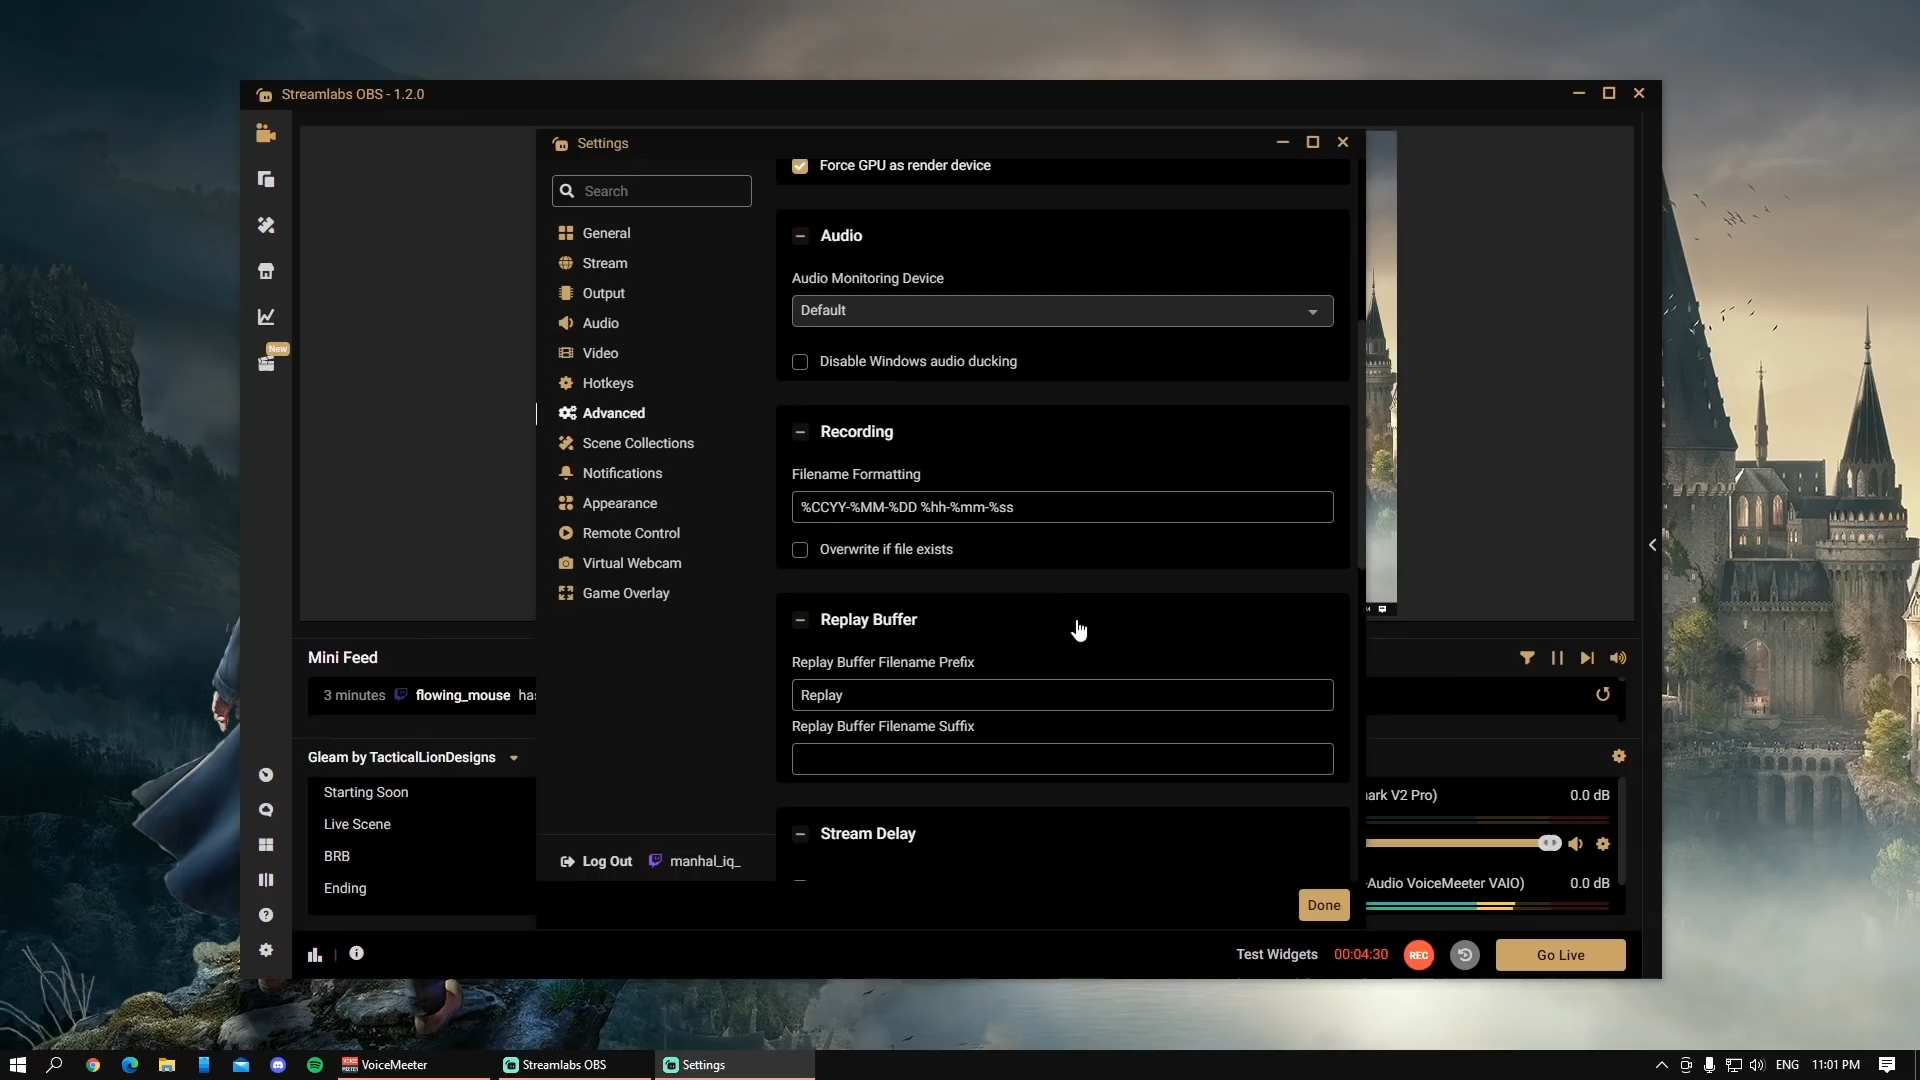 Streamlabs OBS - 1.2.0
Settings
Search
General
Stream
Output
Audio
Video
Hotkeys
Advanced
Scene Collections
Notifications
Appearance
Remote Control
Virtual Webcam
Game Overlay
Log Out
manhal_iq_
New
Force GPU as render device
Audio
Audio Monitoring Device
Default
Disable Windows audio ducking
Recording
Filename Formatting
%CCYY-%MM-%DD %hh-%mm-%ss
Overwrite if file exists
Replay Buffer
Replay Buffer Filename Prefix
Replay
Replay Buffer Filename Suffix
Stream Delay
Done
Mini Feed
3 minutes flowing_mouse has
Gleam by TacticalLionDesigns
Starting Soon
Live Scene
BRB
Ending
ark V2 Pro) 0.0 dB
-Audio VoiceMeeter VAIO) 0.0 dB
Test Widgets 00:04:30 REC Go Live
VoiceMeeter Streamlabs OBS Settings ENG 11:01 PM